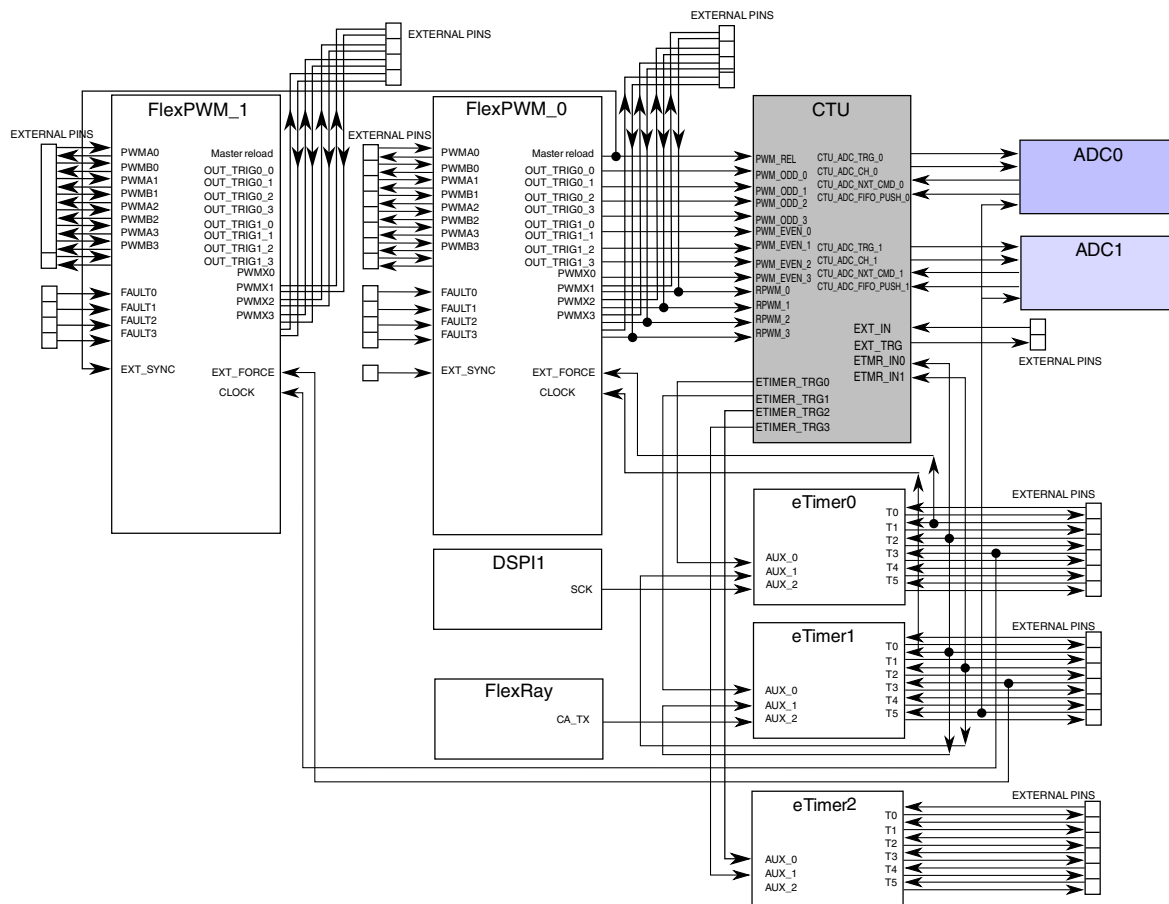 EXTERNAL PINS
EXTERNAL PINS
FlexPWM_1
EXTERNAL PINS
PWMA0
PWMB0
PWMA1
PWMB1
PWMA2
PWMB2
PWMA3
PWMB3
FAULT0
FAULT1
FAULT2
FAULT3
EXT_SYNC
Master reload
OUT_TRIG0_0
OUT_TRIG0_1
OUT_TRIG0_2
OUT_TRIG0_3
OUT_TRIG1_0
OUT_TRIG1_1
OUT_TRIG1_2
OUT_TRIG1_3
PWMX0
PWMX1
PWMX2
PWMX3
EXT_FORCE
CLOCK
FlexPWM_0
EXTERNAL PINS
PWMA0
PWMB0
PWMA1
PWMB1
PWMA2
PWMB2
PWMA3
PWMB3
FAULT0
FAULT1
FAULT2
FAULT3
EXT_SYNC
Master reload
OUT_TRIG0_0
OUT_TRIG0_1
OUT_TRIG0_2
OUT_TRIG0_3
OUT_TRIG1_0
OUT_TRIG1_1
OUT_TRIG1_2
OUT_TRIG1_3
PWMX0
PWMX1
PWMX2
PWMX3
EXT_FORCE
CLOCK
CTU
PWM_REL
PWM_ODD_0
PWM_ODD_1
PWM_ODD_2
PWM_ODD_3
PWM_EVEN_0
PWM_EVEN_1
PWM_EVEN_2
PWM_EVEN_3
RPWM_0
RPWM_1
RPWM_2
RPWM_3
ETIMER_TRG0
ETIMER_TRG1
ETIMER_TRG2
ETIMER_TRG3
CTU_ADC_TRG_0
CTU_ADC_CH_0
CTU_ADC_NXT_CMD_0
CTU_ADC_FIFO_PUSH_0
CTU_ADC_TRG_1
CTU_ADC_CH_1
CTU_ADC_NXT_CMD_1
CTU_ADC_FIFO_PUSH_1
EXT_IN
EXT_TRG
ETMR_IN0
ETMR_IN1
ADC0
ADC1
EXTERNAL PINS
eTimer0
AUX_0
AUX_1
AUX_2
T0
T1
T2
T3
T4
T5
EXTERNAL PINS
DSPI1
SCK
eTimer1
AUX_0
AUX_1
AUX_2
T0
T1
T2
T3
T4
T5
EXTERNAL PINS
FlexRay
CA_TX
eTimer2
AUX_0
AUX_1
AUX_2
T0
T1
T2
T3
T4
T5
EXTERNAL PINS